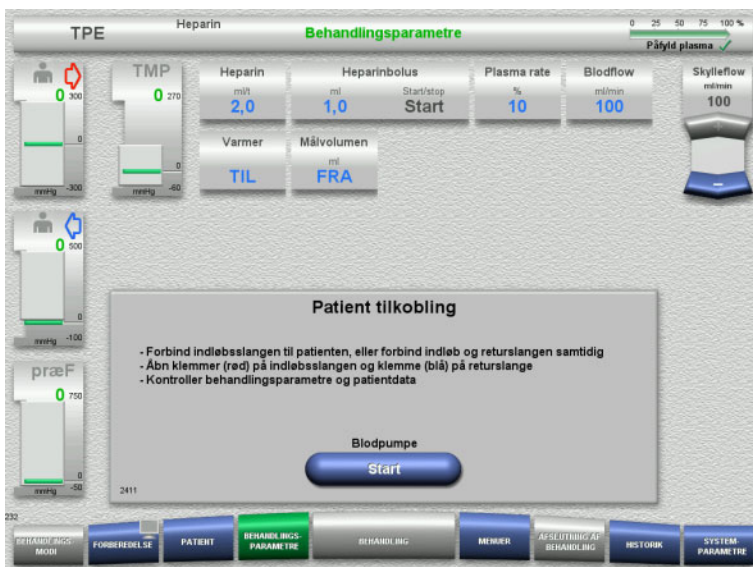 TPE
Heparin
Behandlingsparametre
0 25 50 75 100 %
Påfyld plasma
0 300
0
mmHg -300
TMP
0 270
0
mmHg -60
Heparin
ml/t
2,0
Heparinbolus
ml Start/stop
1,0 Start
Plasma rate
%
10
Blodflow
ml/min
100
Skylleflow
ml/min
100
+
–
Varmer
TIL
Målvolumen
ml
FRA
0 500
0
mmHg -100
præF
0 750
0
mmHg -50
Patient tilkobling
- Forbind indløbsslangen til patienten, eller forbind indløb og returslangen samtidig
- Åbn klemmer (rød) på indløbsslangen og klemme (blå) på returslange
- Kontroller behandlingsparametre og patientdata
Blodpumpe
Start
2411
232
BEHANDLINGS-
MODI
FORBEREDELSE
PATIENT
BEHANDLINGS-
PARAMETRE
BEHANDLING
MENUER
AFSLUTNING AF
BEHANDLING
HISTORIK
SYSTEM-
PARAMETRE